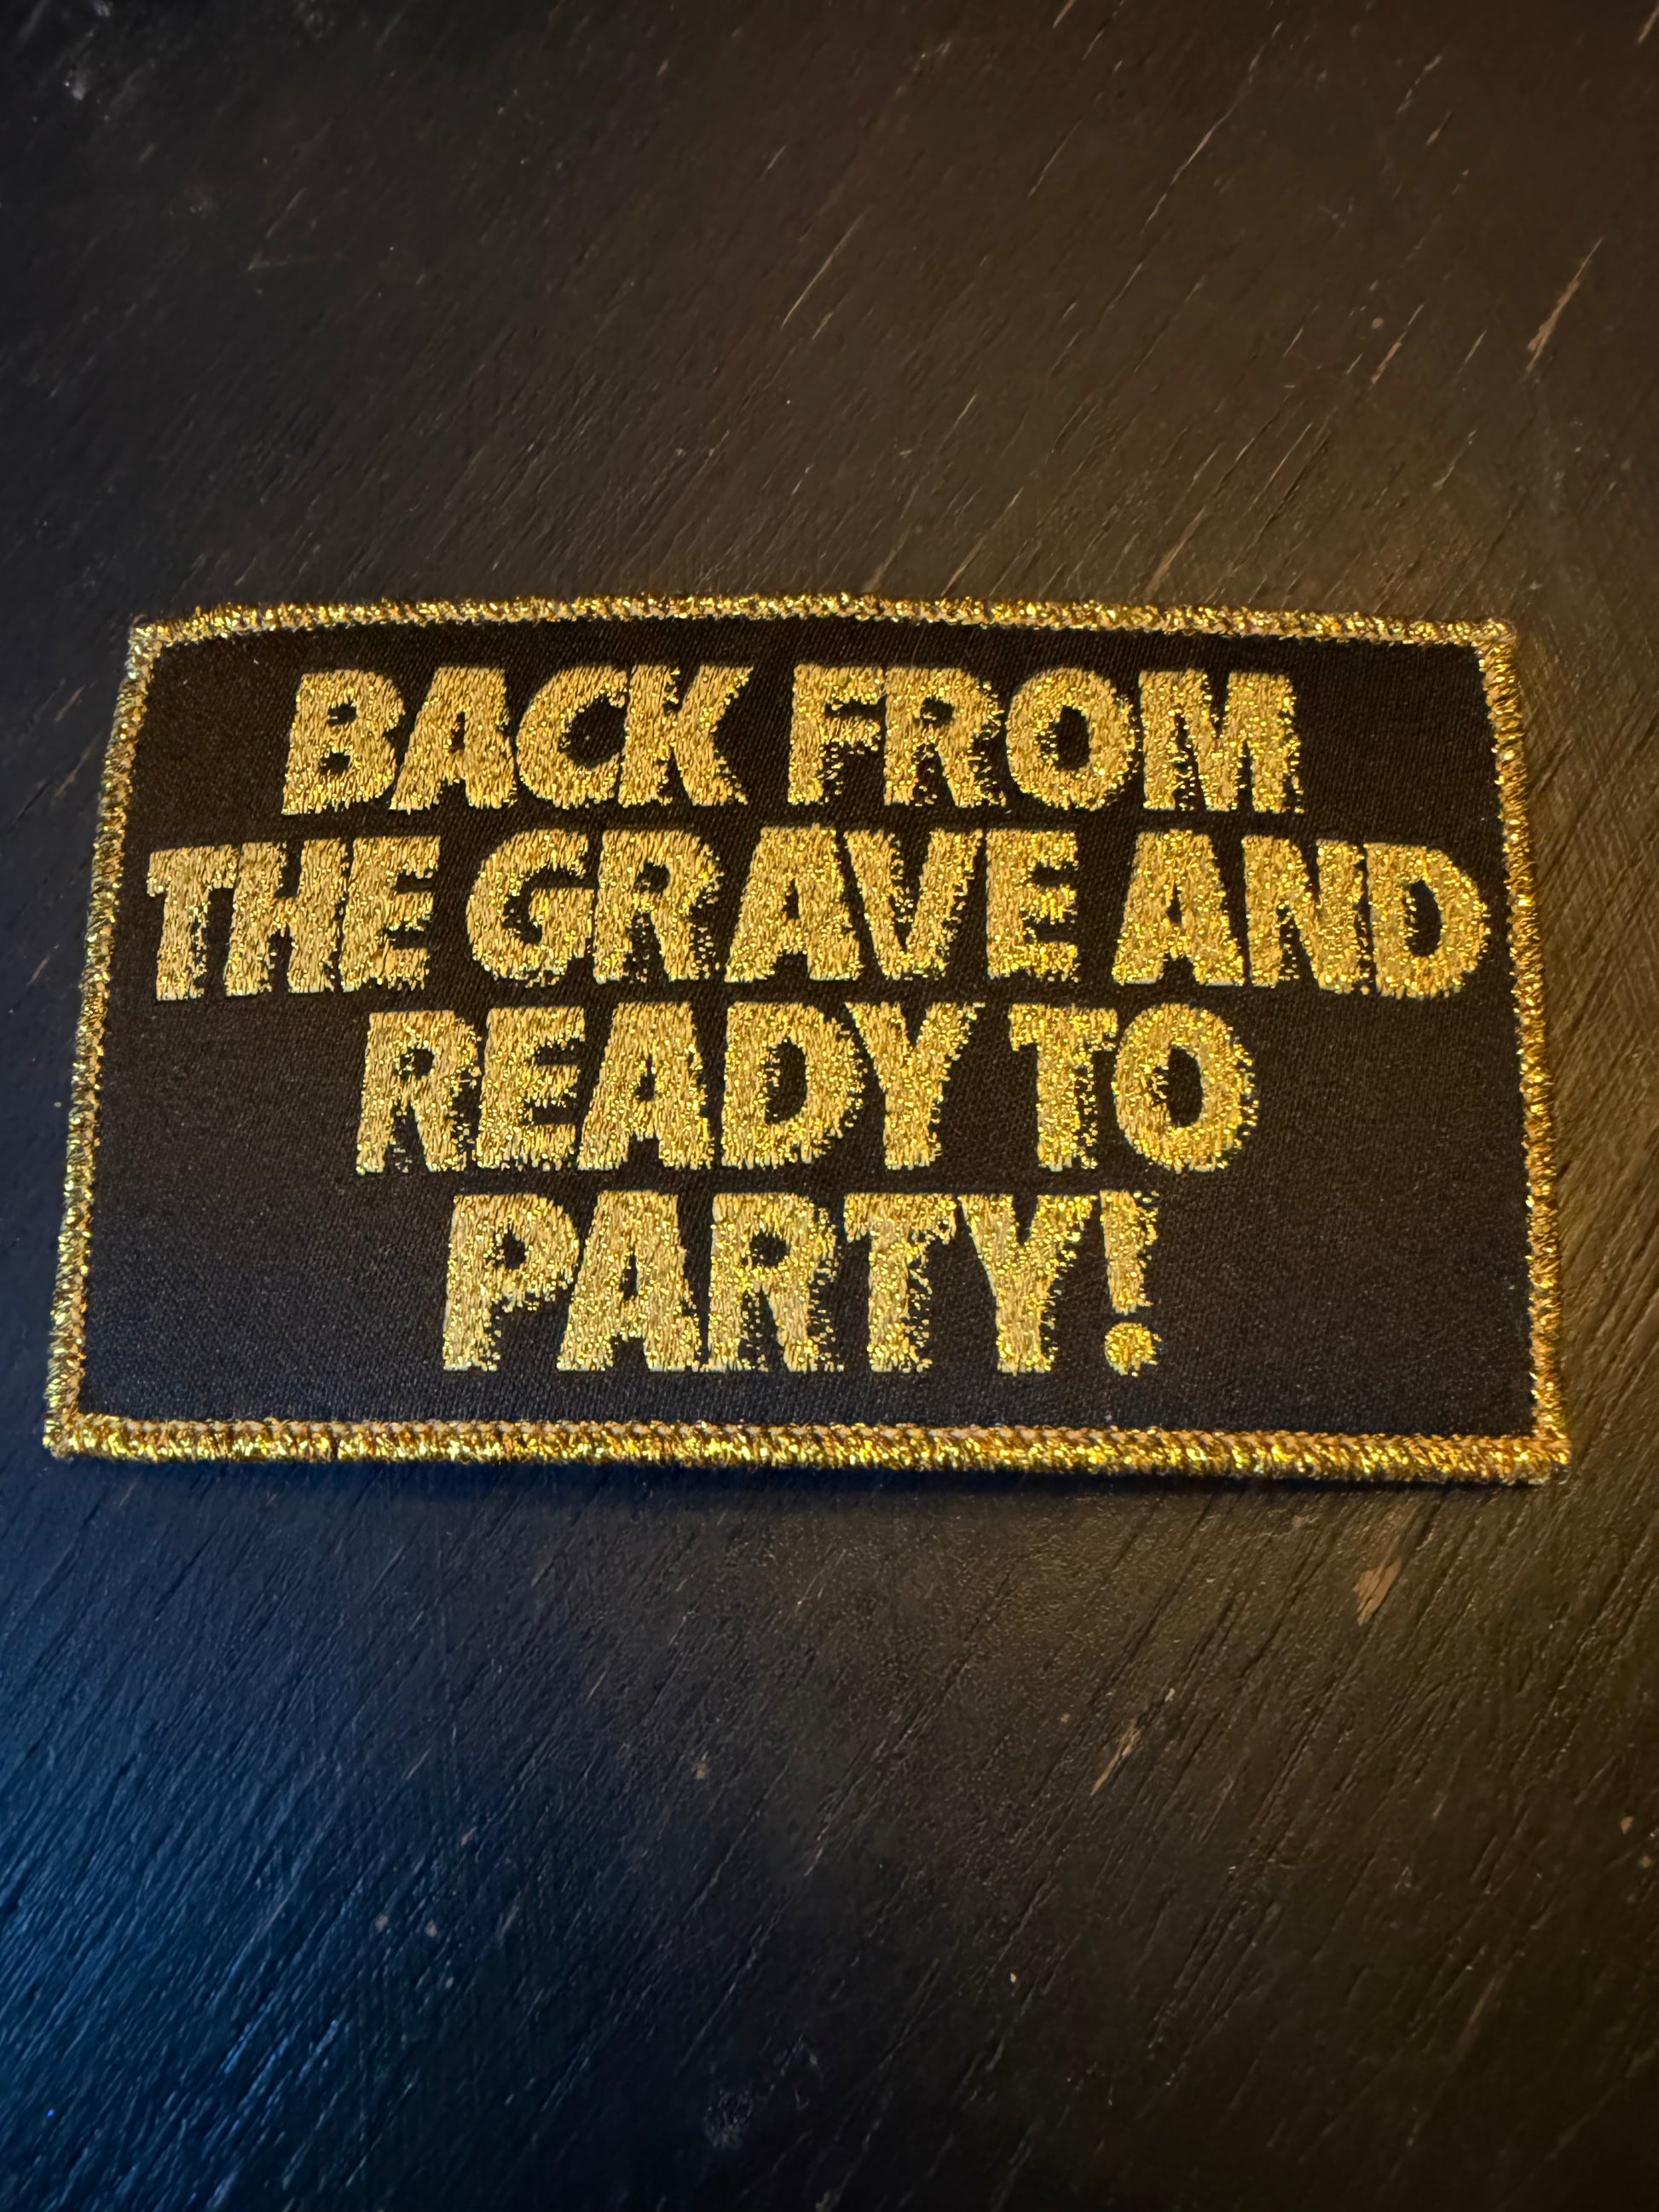 BACK FROM
THE GRAVE AND
READY TO
PARTY!